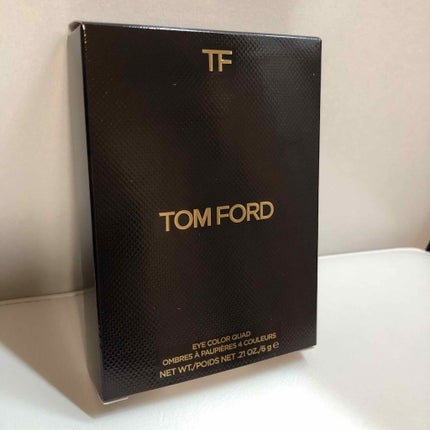 TF
TOM FORD
EYE COLOR QUAD
OMBRES À PAUPIÈRES 4 COULEURS
NET WT./POIDS NET .21 OZ./6 g ℮